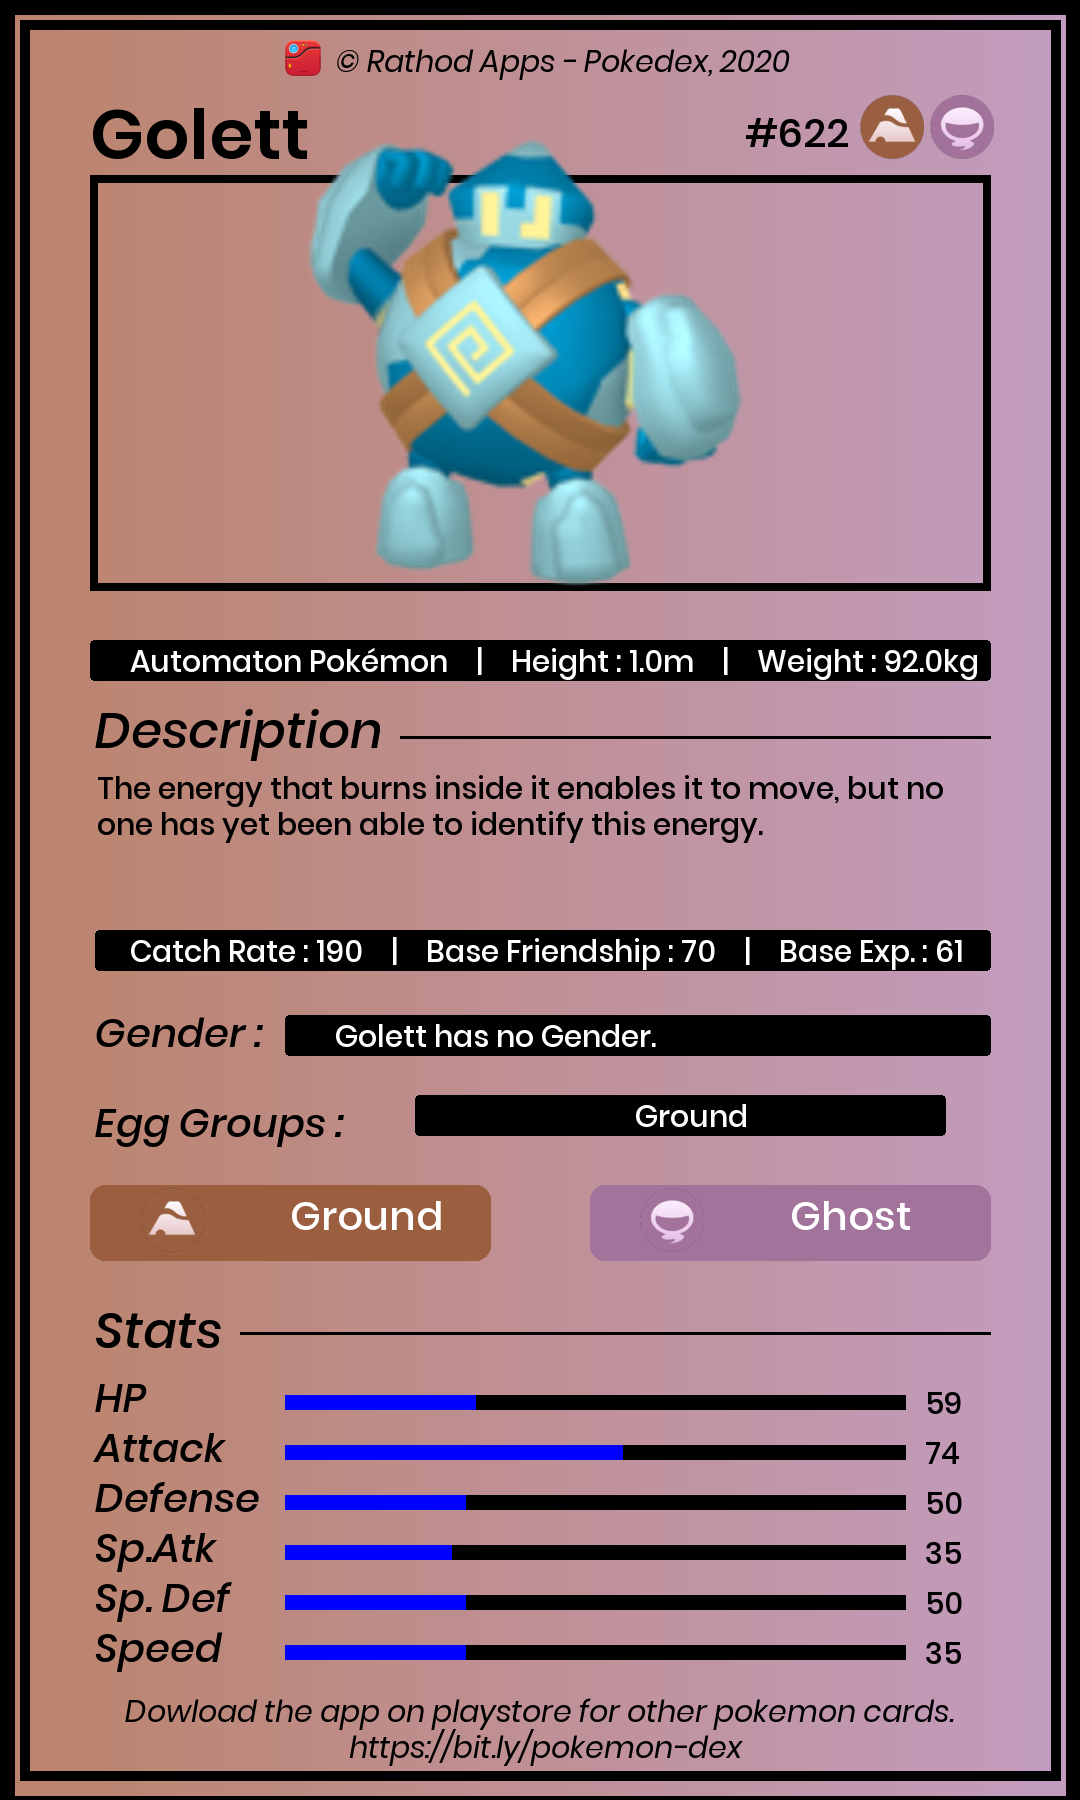 © Rathod Apps - Pokedex, 2020
Golett
#622
Automaton Pokémon | Height : 1.0m | Weight : 92.0kg
Description
The energy that burns inside it enables it to move, but no
one has yet been able to identify this energy.
Catch Rate : 190 | Base Friendship : 70 | Base Exp. : 61
Gender : Golett has no Gender.
Egg Groups : Ground
Ground Ghost
Stats
HP 59
Attack 74
Defense 50
Sp.Atk 35
Sp. Def 50
Speed 35
Dowload the app on playstore for other pokemon cards.
https://bit.ly/pokemon-dex